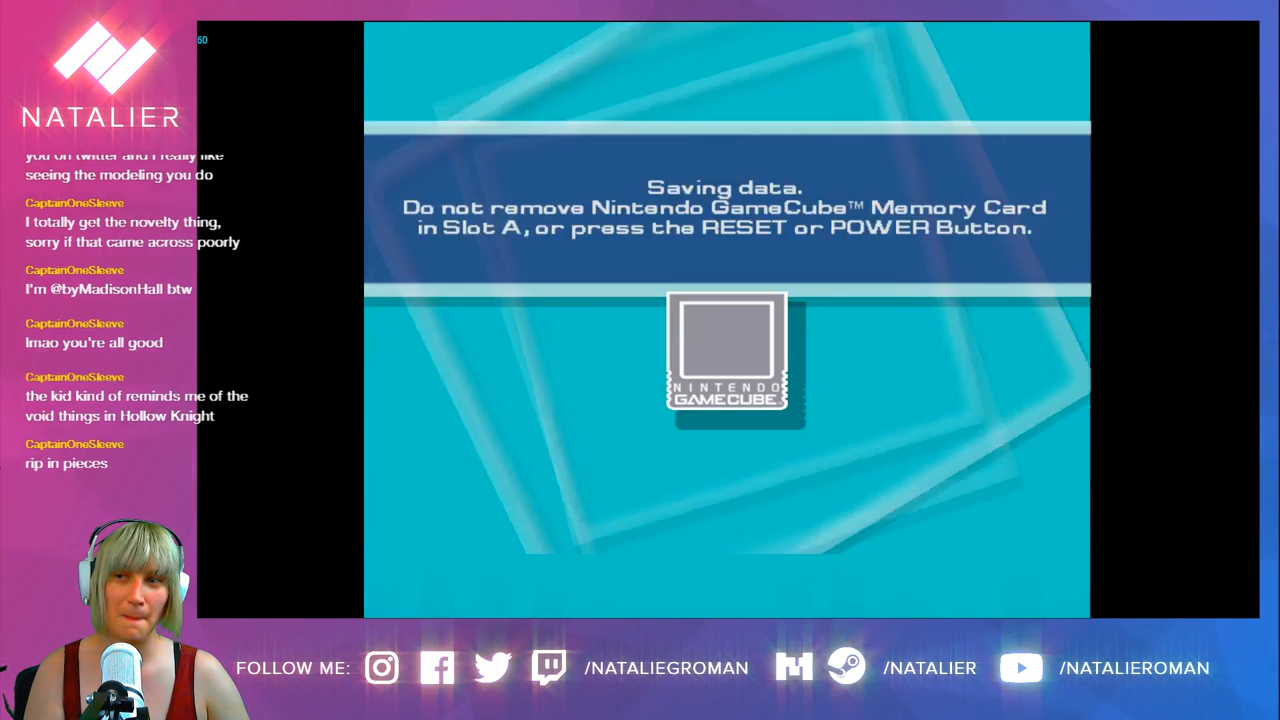 NATALIER
60
you on twitter and I really like
seeing the modeling you do
CaptainOneSleeve
I totally get the novelty thing,
sorry if that came across poorly
CaptainOneSleeve
I'm @byMadisonHall btw
CaptainOneSleeve
lmao you're all good
CaptainOneSleeve
the kid kind of reminds me of the
void things in Hollow Knight
CaptainOneSleeve
rip in pieces
Saving data.
Do not remove Nintendo GameCube™ Memory Card
in Slot A, or press the RESET or POWER Button.
NINTENDO
GAMECUBE™
FOLLOW ME: /NATALIEGROMAN /NATALIER /NATALIEROMAN